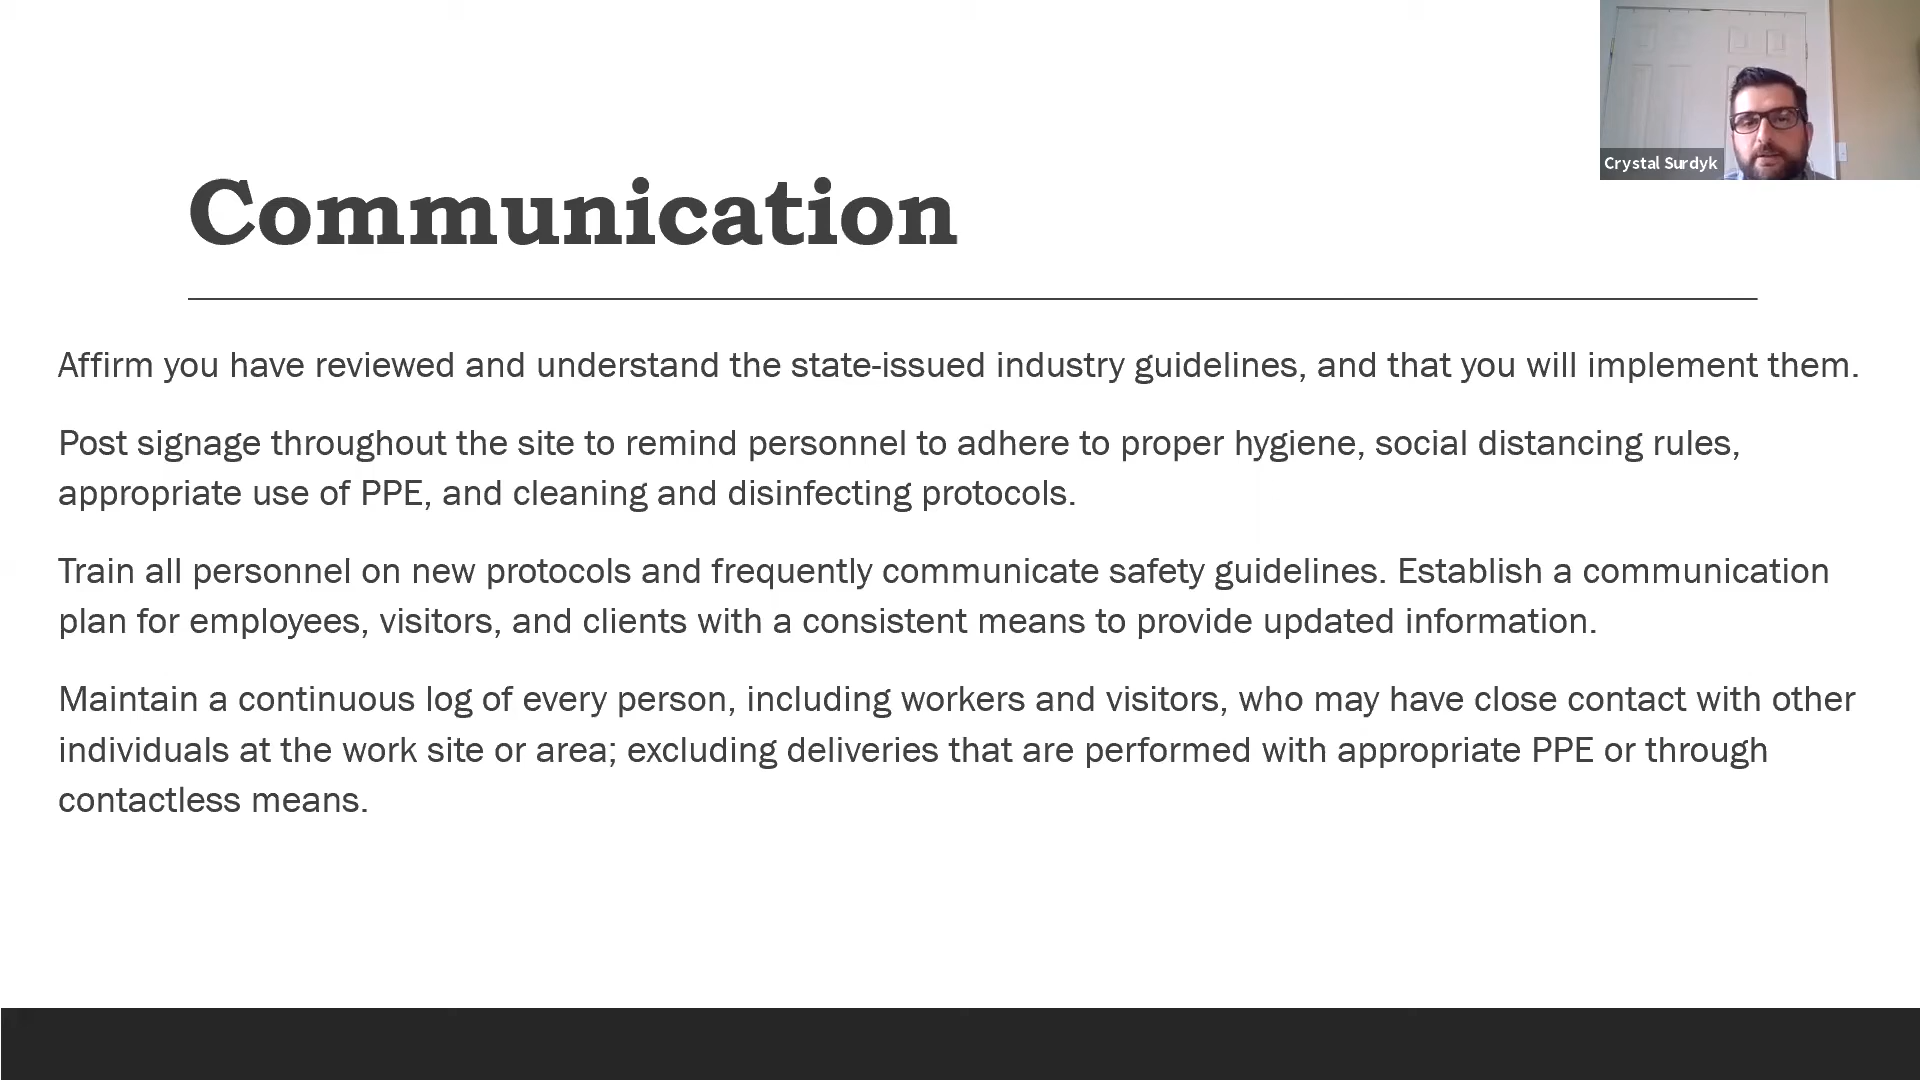 Crystal Surdyk
Communication
Affirm you have reviewed and understand the state-issued industry guidelines, and that you will implement them.
Post signage throughout the site to remind personnel to adhere to proper hygiene, social distancing rules,
appropriate use of PPE, and cleaning and disinfecting protocols.
Train all personnel on new protocols and frequently communicate safety guidelines. Establish a communication
plan for employees, visitors, and clients with a consistent means to provide updated information.
Maintain a continuous log of every person, including workers and visitors, who may have close contact with other
individuals at the work site or area; excluding deliveries that are performed with appropriate PPE or through
contactless means.